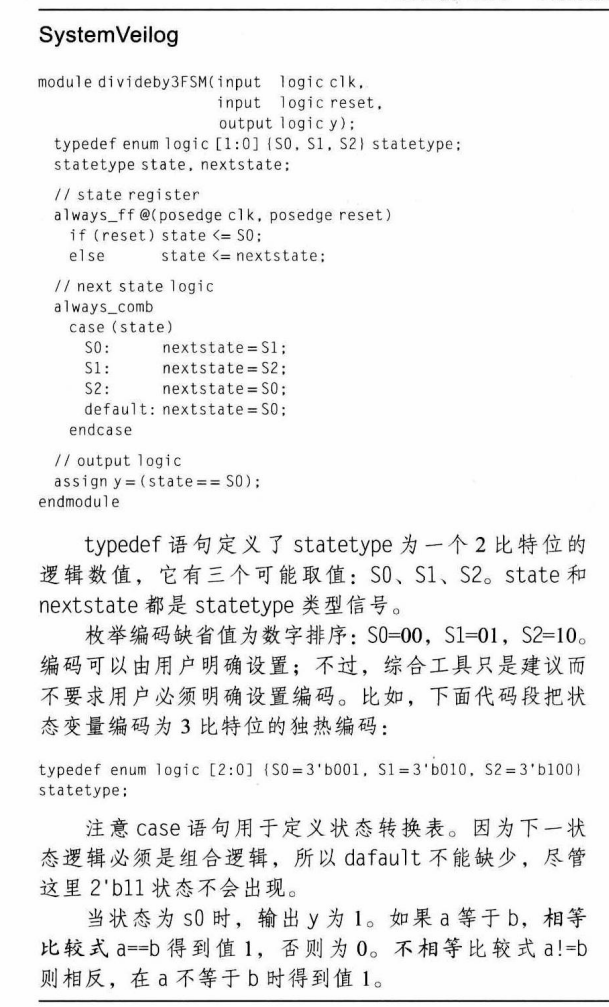 SystemVeilog
module divideby3FSM(input logic clk,
input logic reset,
output logic y);
typedef enum logic [1:0] {S0, S1, S2} statetype;
statetype state, nextstate;
// state register
always_ff @(posedge clk, posedge reset)
if (reset) state <= S0;
else state <= nextstate;
// next state logic
always_comb
case (state)
S0: nextstate=S1;
S1: nextstate=S2;
S2: nextstate=S0;
default: nextstate=S0;
endcase
// output logic
assign y=(state== S0);
endmodule
typedef 语句定义了 statetype 为一个 2 比特位的
逻辑数值，它有三个可能取值：S0、S1、S2。state 和
nextstate 都是 statetype 类型信号。
枚举编码缺省值为数字排序：S0=00，S1=01，S2=10。
编码可以由用户明确设置；不过，综合工具只是建议而
不要求用户必须明确设置编码。比如，下面代码段把状
态变量编码为 3 比特位的独热编码：
typedef enum logic [2:0] {S0=3'b001, S1=3'b010, S2=3'b100}
statetype;
注意 case 语句用于定义状态转换表。因为下一状
态逻辑必须是组合逻辑，所以 dafault 不能缺少，尽管
这里 2'b11 状态不会出现。
当状态为 s0 时，输出 y 为 1。如果 a 等于 b，相等
比较式 a==b 得到值 1，否则为 0。不相等比较式 a!=b
则相反，在 a 不等于 b 时得到值 1。